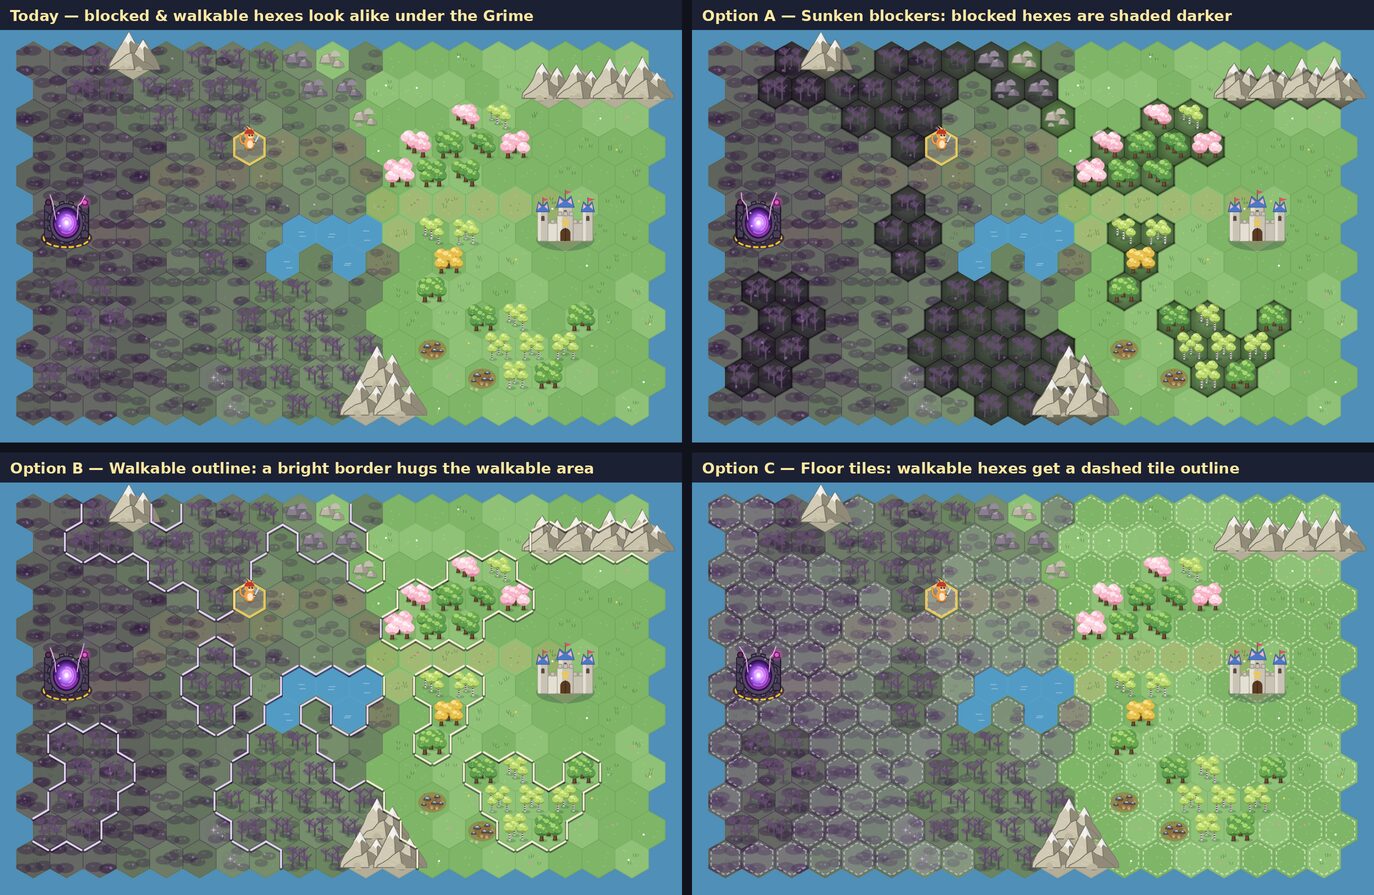 Today — blocked & walkable hexes look alike under the Grime
Option A — Sunken blockers: blocked hexes are shaded darker
Option B — Walkable outline: a bright border hugs the walkable area
Option C — Floor tiles: walkable hexes get a dashed tile outline